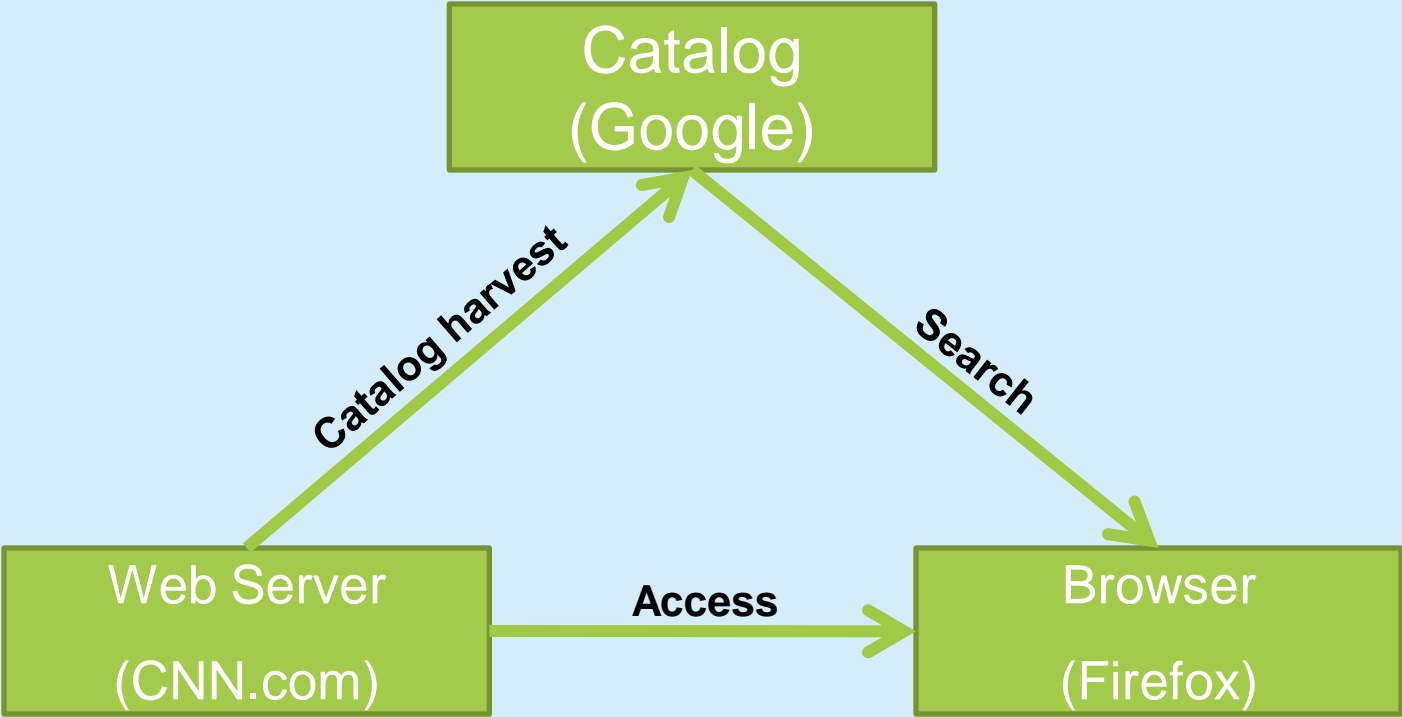 Catalog
(Google)
Catalog harvest
Search
Access
Web Server
(CNN.com)
Browser
(Firefox)